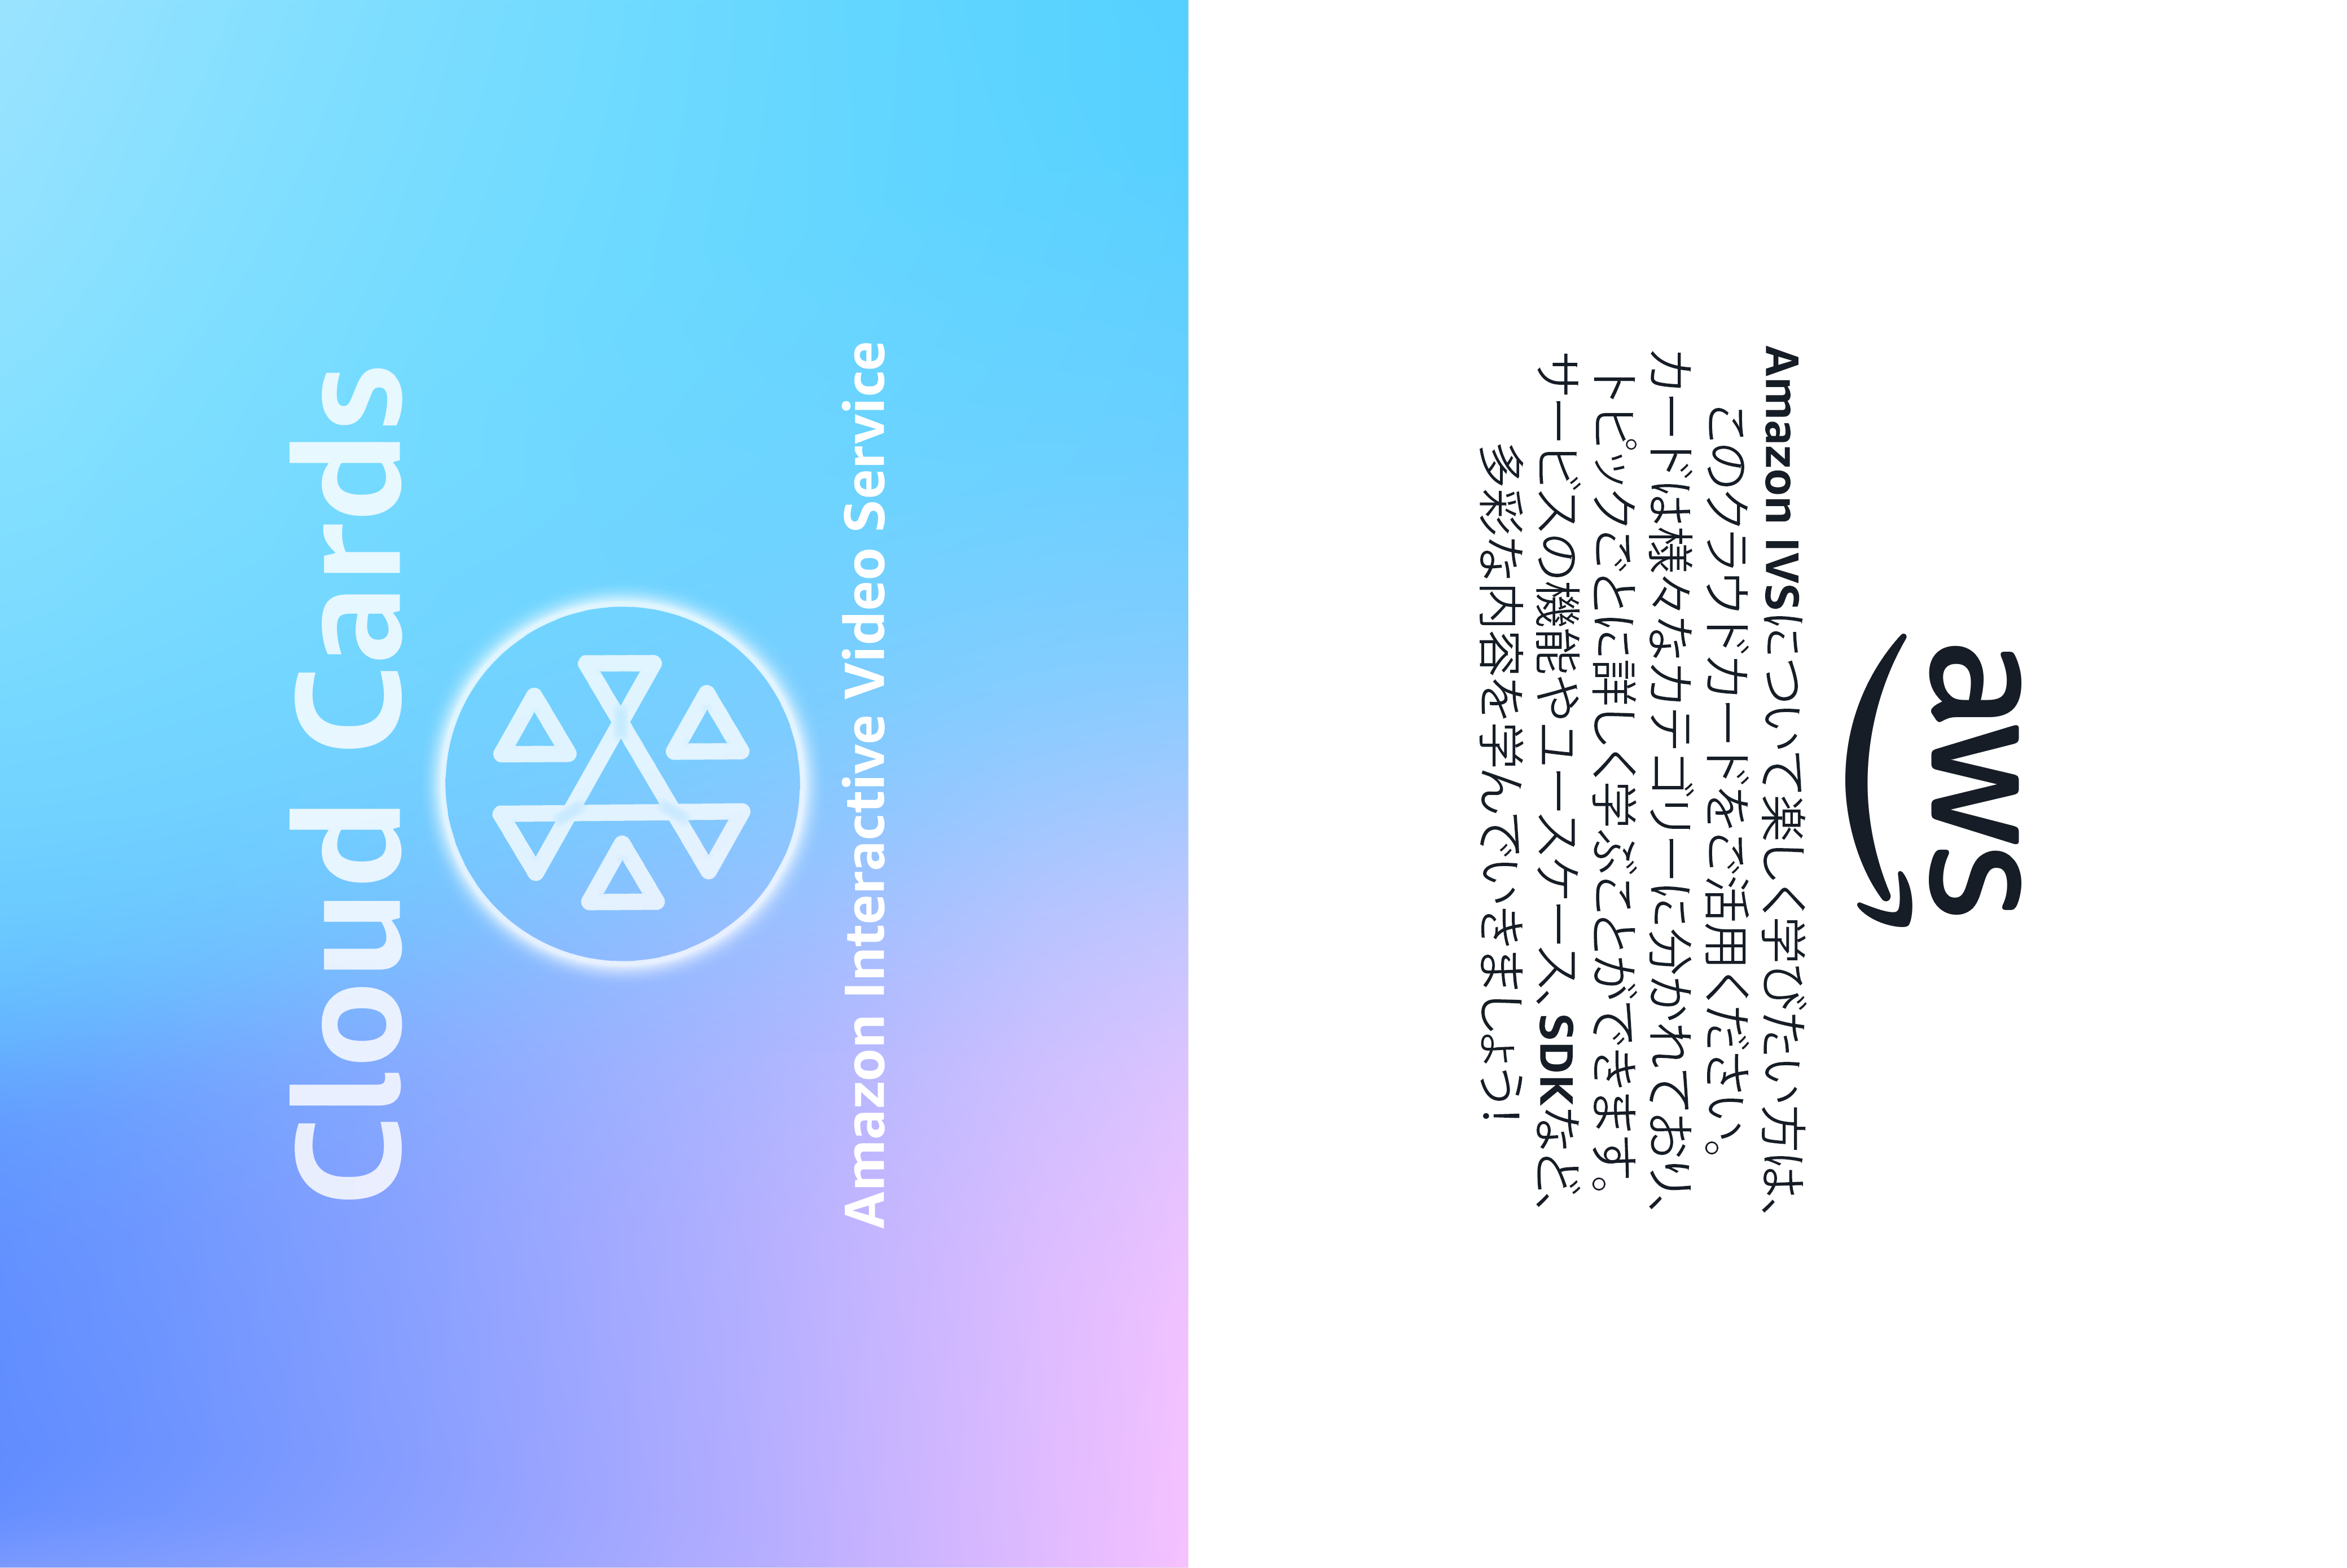 Cloud Cards
Amazon Interactive Video Service
aws
Amazon IVSについて楽しく学びたい方は、
このクラウドカードをご活用ください。
カードは様々なカテゴリーに分かれており、
トピックごとに詳しく学ぶことができます。
サービスの機能やユースケース、SDKなど、
多彩な内容を学んでいきましょう!